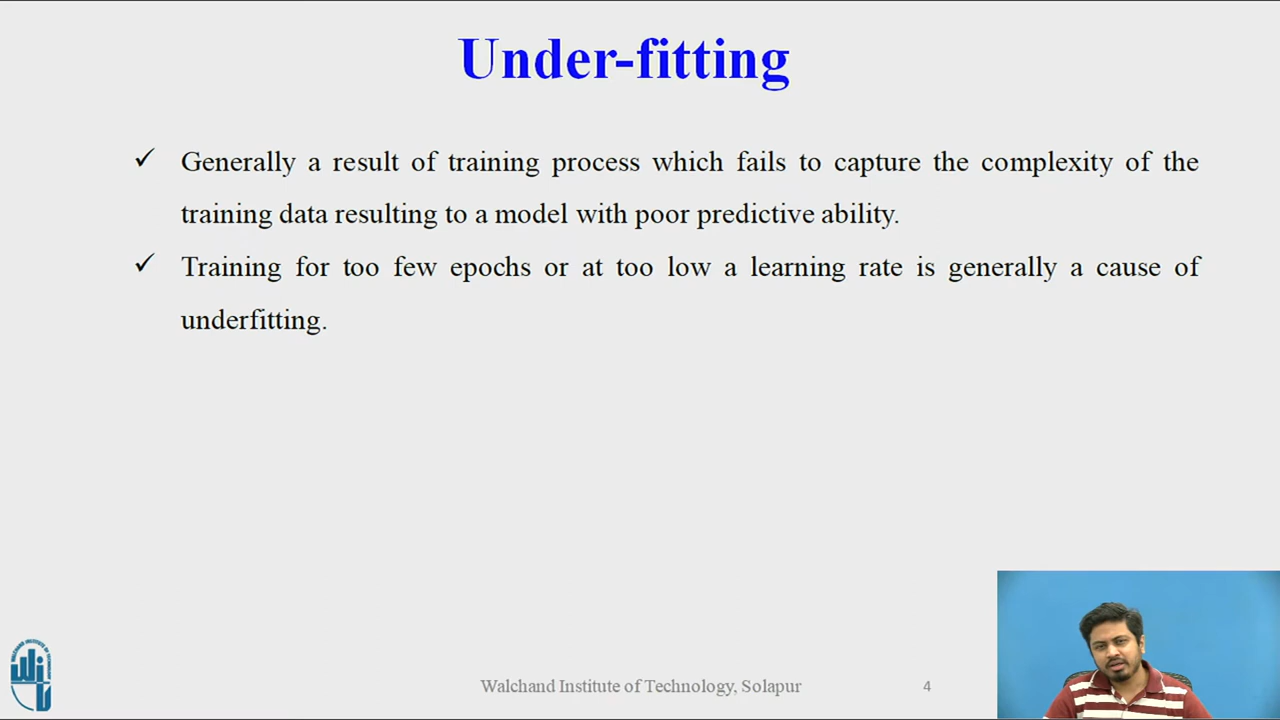 Under-fitting
✓ Generally a result of training process which fails to capture the complexity of the
training data resulting to a model with poor predictive ability.
✓ Training for too few epochs or at too low a learning rate is generally a cause of
underfitting.
Walchand Institute of Technology, Solapur
4